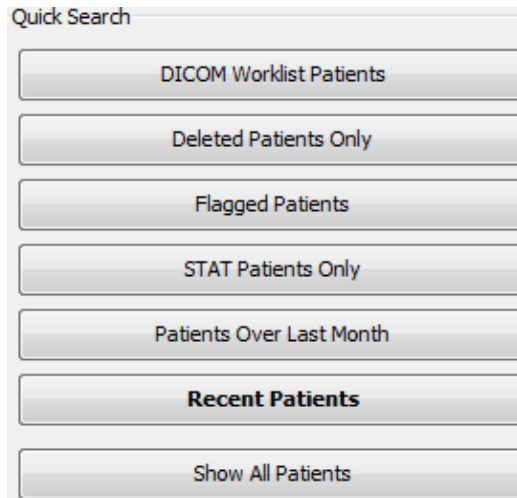 Quick Search
DICOM Worklist Patients
Deleted Patients Only
Flagged Patients
STAT Patients Only
Patients Over Last Month
Recent Patients
Show All Patients